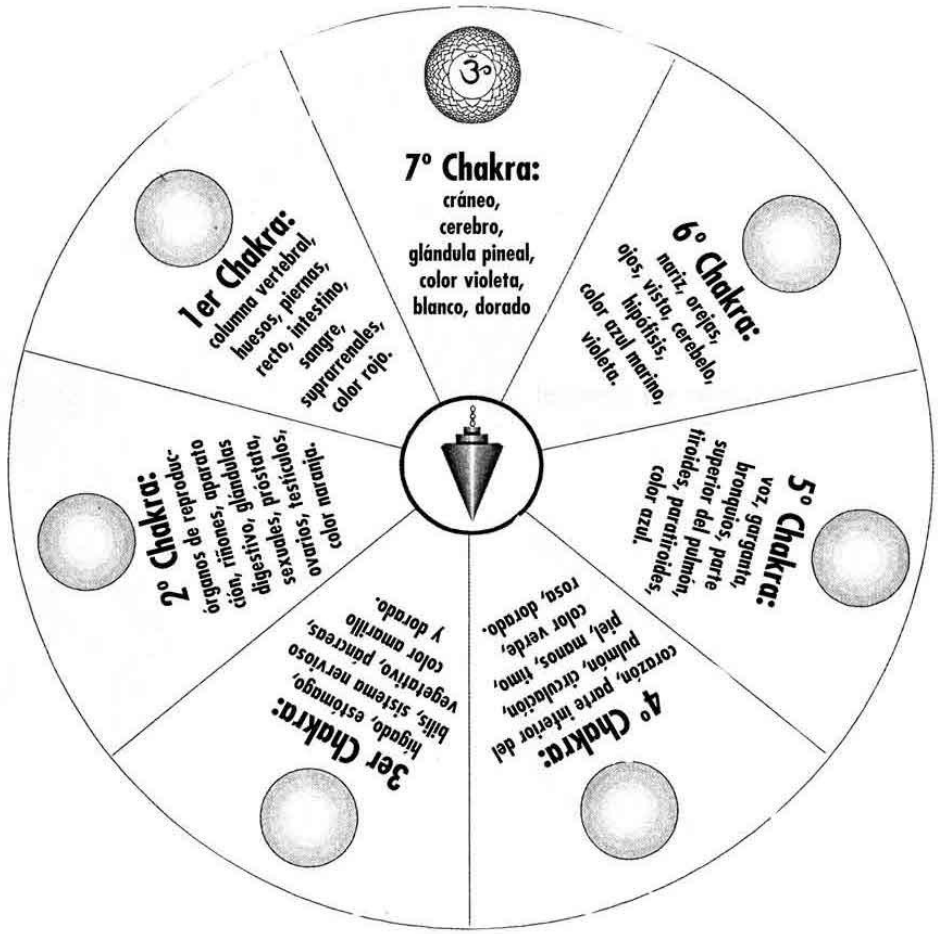 ॐ
7º Chakra:
cráneo,
cerebro,
glándula pineal,
color violeta,
blanco, dorado
6º Chakra:
nariz, orejas,
ojos, vista, cerebelo,
hipófisis,
color azul marino,
violeta.
5º Chakra:
voz, garganta,
bronquios, parte
superior del pulmón,
tiroides, paratiroides,
color azul.
4º Chakra:
corazón, parte inferior del
pulmón, circulación,
piel, manos, timo,
color verde,
rosa, dorado.
3er Chakra:
hígado, estómago,
bilis, sistema nervioso
vegetativo, páncreas,
color amarillo
y dorado.
2º Chakra:
órganos de reproduc-
ción, riñones, aparato
digestivo, glándulas
sexuales, próstata,
ovarios, testículos,
color naranja.
1er Chakra:
columna vertebral,
huesos, piernas,
recto, intestino,
sangre,
suprarrenales,
color rojo.